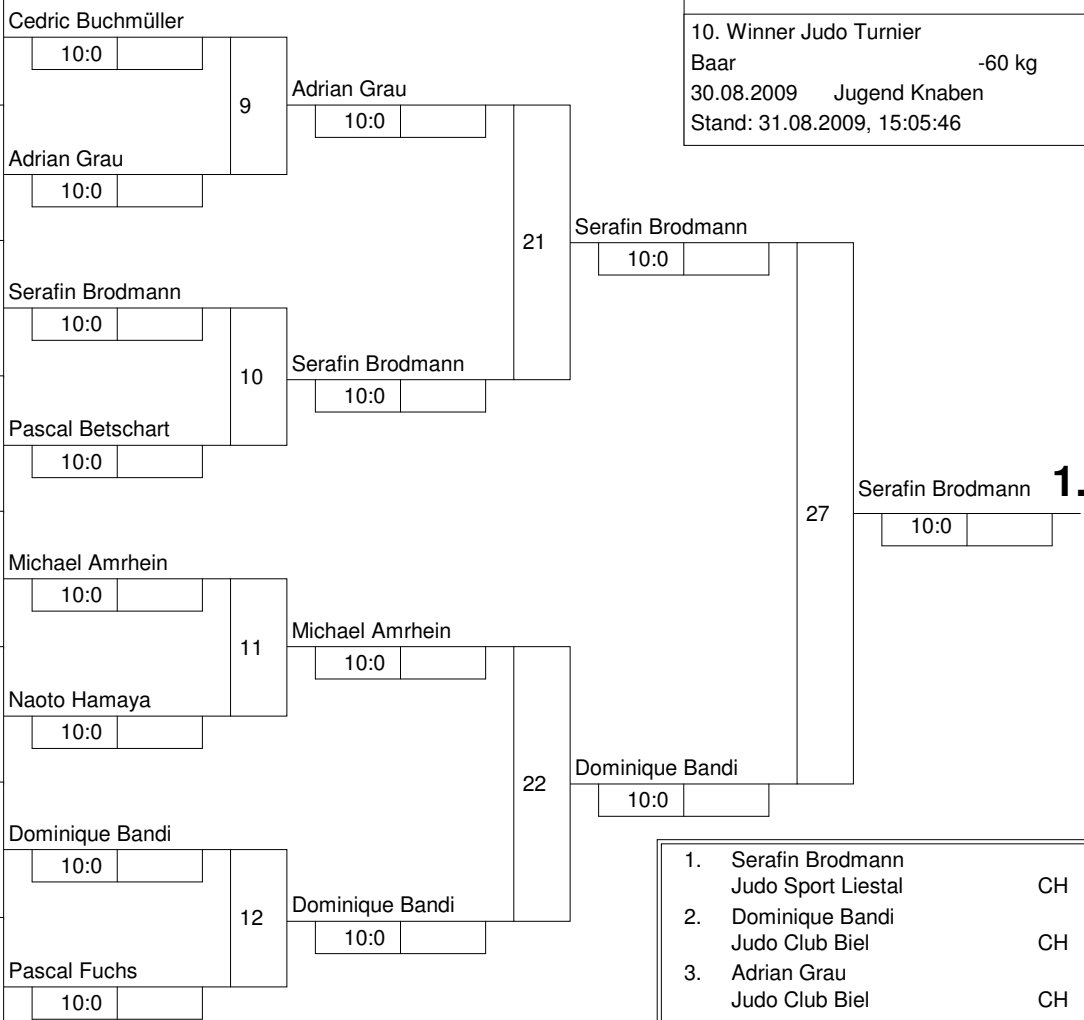 Cedric Buchmüller
10:0
9
Adrian Grau
10:0
Adrian Grau
10:0
21
Serafin Brodmann
10:0
Serafin Brodmann
10:0
10
Serafin Brodmann
10:0
Pascal Betschart
10:0
27
Serafin Brodmann 1.
10:0
Michael Amrhein
10:0
11
Michael Amrhein
10:0
Naoto Hamaya
10:0
22
Dominique Bandi
10:0
Dominique Bandi
10:0
12
Dominique Bandi
10:0
Pascal Fuchs
10:0
10. Winner Judo Turnier
Baar -60 kg
30.08.2009 Jugend Knaben
Stand: 31.08.2009, 15:05:46
1. Serafin Brodmann
Judo Sport Liestal CH
2. Dominique Bandi
Judo Club Biel CH
3. Adrian Grau
Judo Club Biel CH